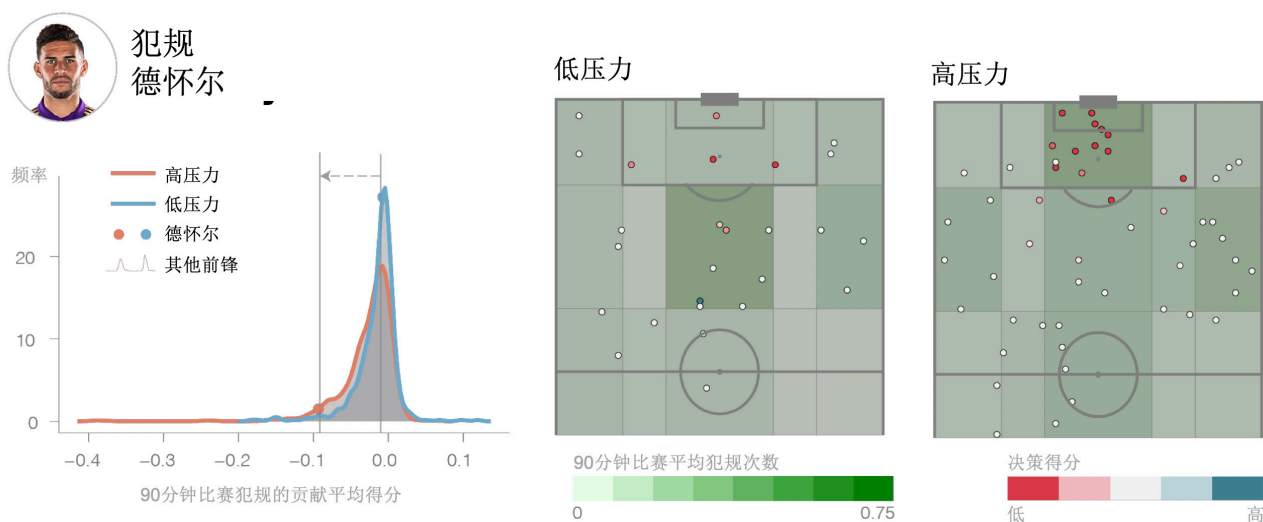 犯规
德怀尔
低压力
高压力
频率
高压力
低压力
德怀尔
其他前锋
20
10
0
−0.4
−0.3
−0.2
−0.1
0.0
0.1
90分钟比赛犯规的贡献平均得分
90分钟比赛平均犯规次数
0
0.75
决策得分
低
高